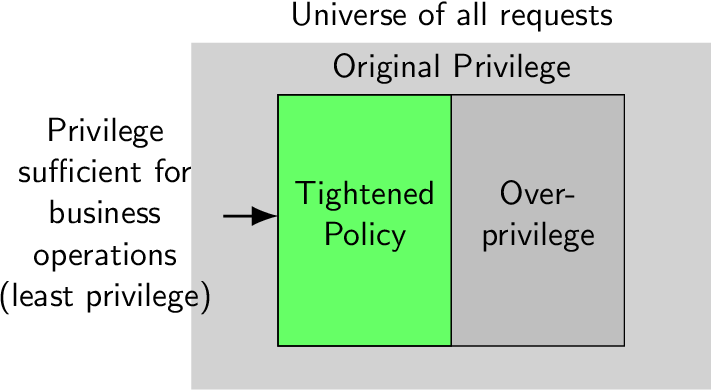 Universe of all requests
Original Privilege
Privilege
sufficient for
business
operations
(least privilege)
Tightened
Policy
Over-
privilege